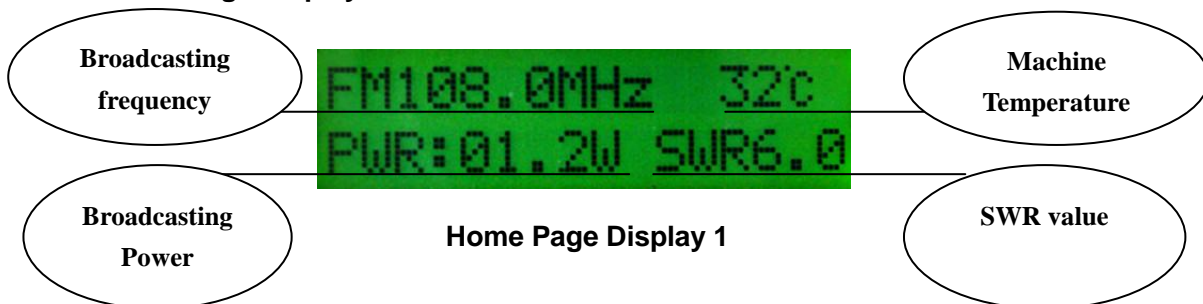 Broadcasting
frequency
FM108.0MHz 32℃
Machine
Temperature
PWR:01.2W SWR6.0
Broadcasting
Power
SWR value
Home Page Display 1